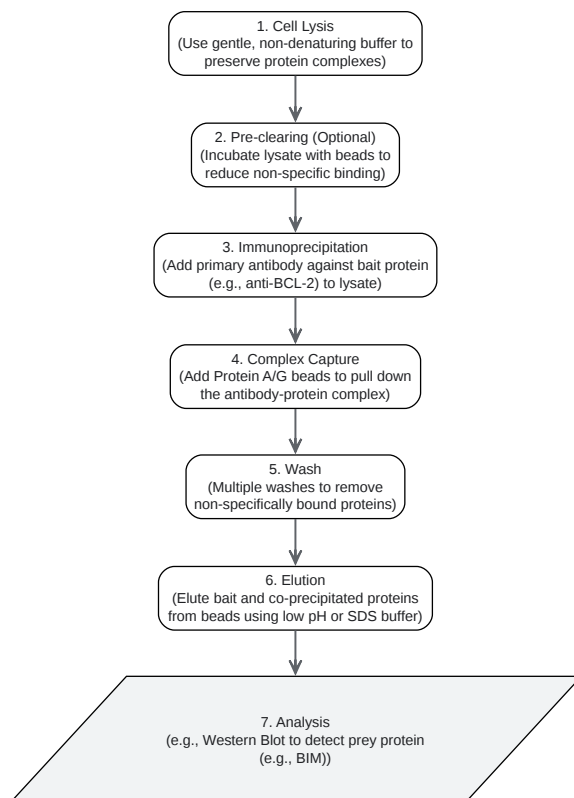 1. Cell Lysis
(Use gentle, non-denaturing buffer to
preserve protein complexes)
2. Pre-clearing (Optional)
(Incubate lysate with beads to
reduce non-specific binding)
3. Immunoprecipitation
(Add primary antibody against bait protein
(e.g., anti-BCL-2) to lysate)
4. Complex Capture
(Add Protein A/G beads to pull down
the antibody-protein complex)
5. Wash
(Multiple washes to remove
non-specifically bound proteins)
6. Elution
(Elute bait and co-precipitated proteins
from beads using low pH or SDS buffer)
7. Analysis
(e.g., Western Blot to detect prey protein
(e.g., BIM))